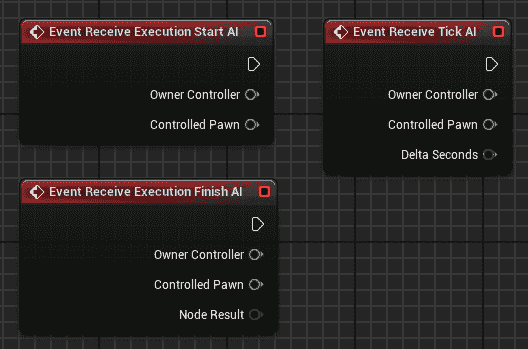 Event Receive Execution Start AI
Owner Controller
Controlled Pawn
Event Receive Tick AI
Owner Controller
Controlled Pawn
Delta Seconds
Event Receive Execution Finish AI
Owner Controller
Controlled Pawn
Node Result